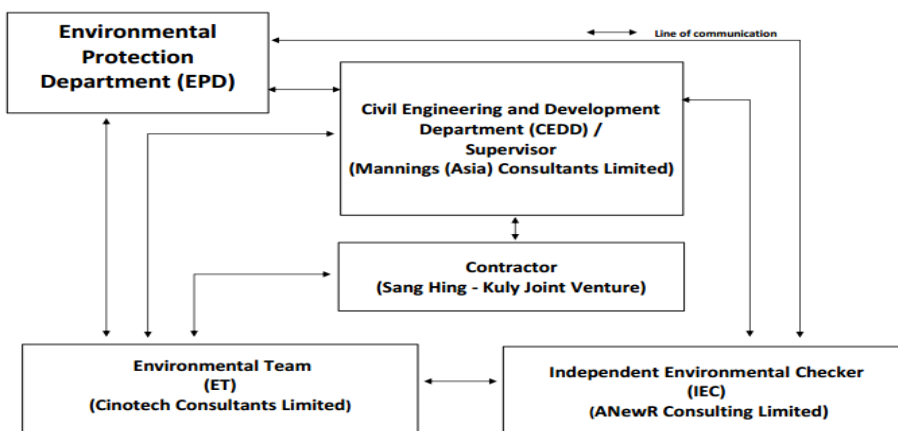 Environmental
Protection
Department (EPD)
Line of communication
Civil Engineering and Development
Department (CEDD) /
Supervisor
(Mannings (Asia) Consultants Limited)
Contractor
(Sang Hing - Kuly Joint Venture)
Environmental Team
(ET)
(Cinotech Consultants Limited)
Independent Environmental Checker
(IEC)
(ANewR Consulting Limited)